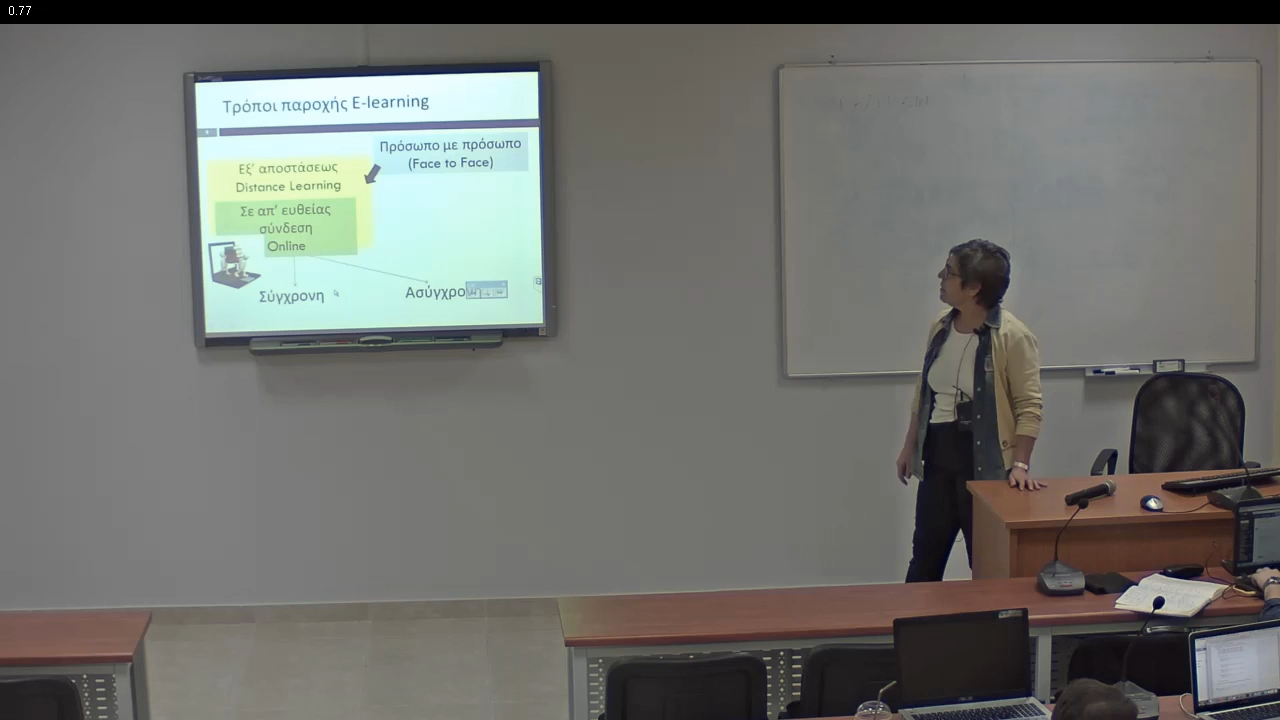 0.77
Τρόποι παροχής E-learning
Πρόσωπο με πρόσωπο
(Face to Face)
Εξ' αποστάσεως
Distance Learning
Σε απ' ευθείας
σύνδεση
Online
Σύγχρονη
Ασύγχρο